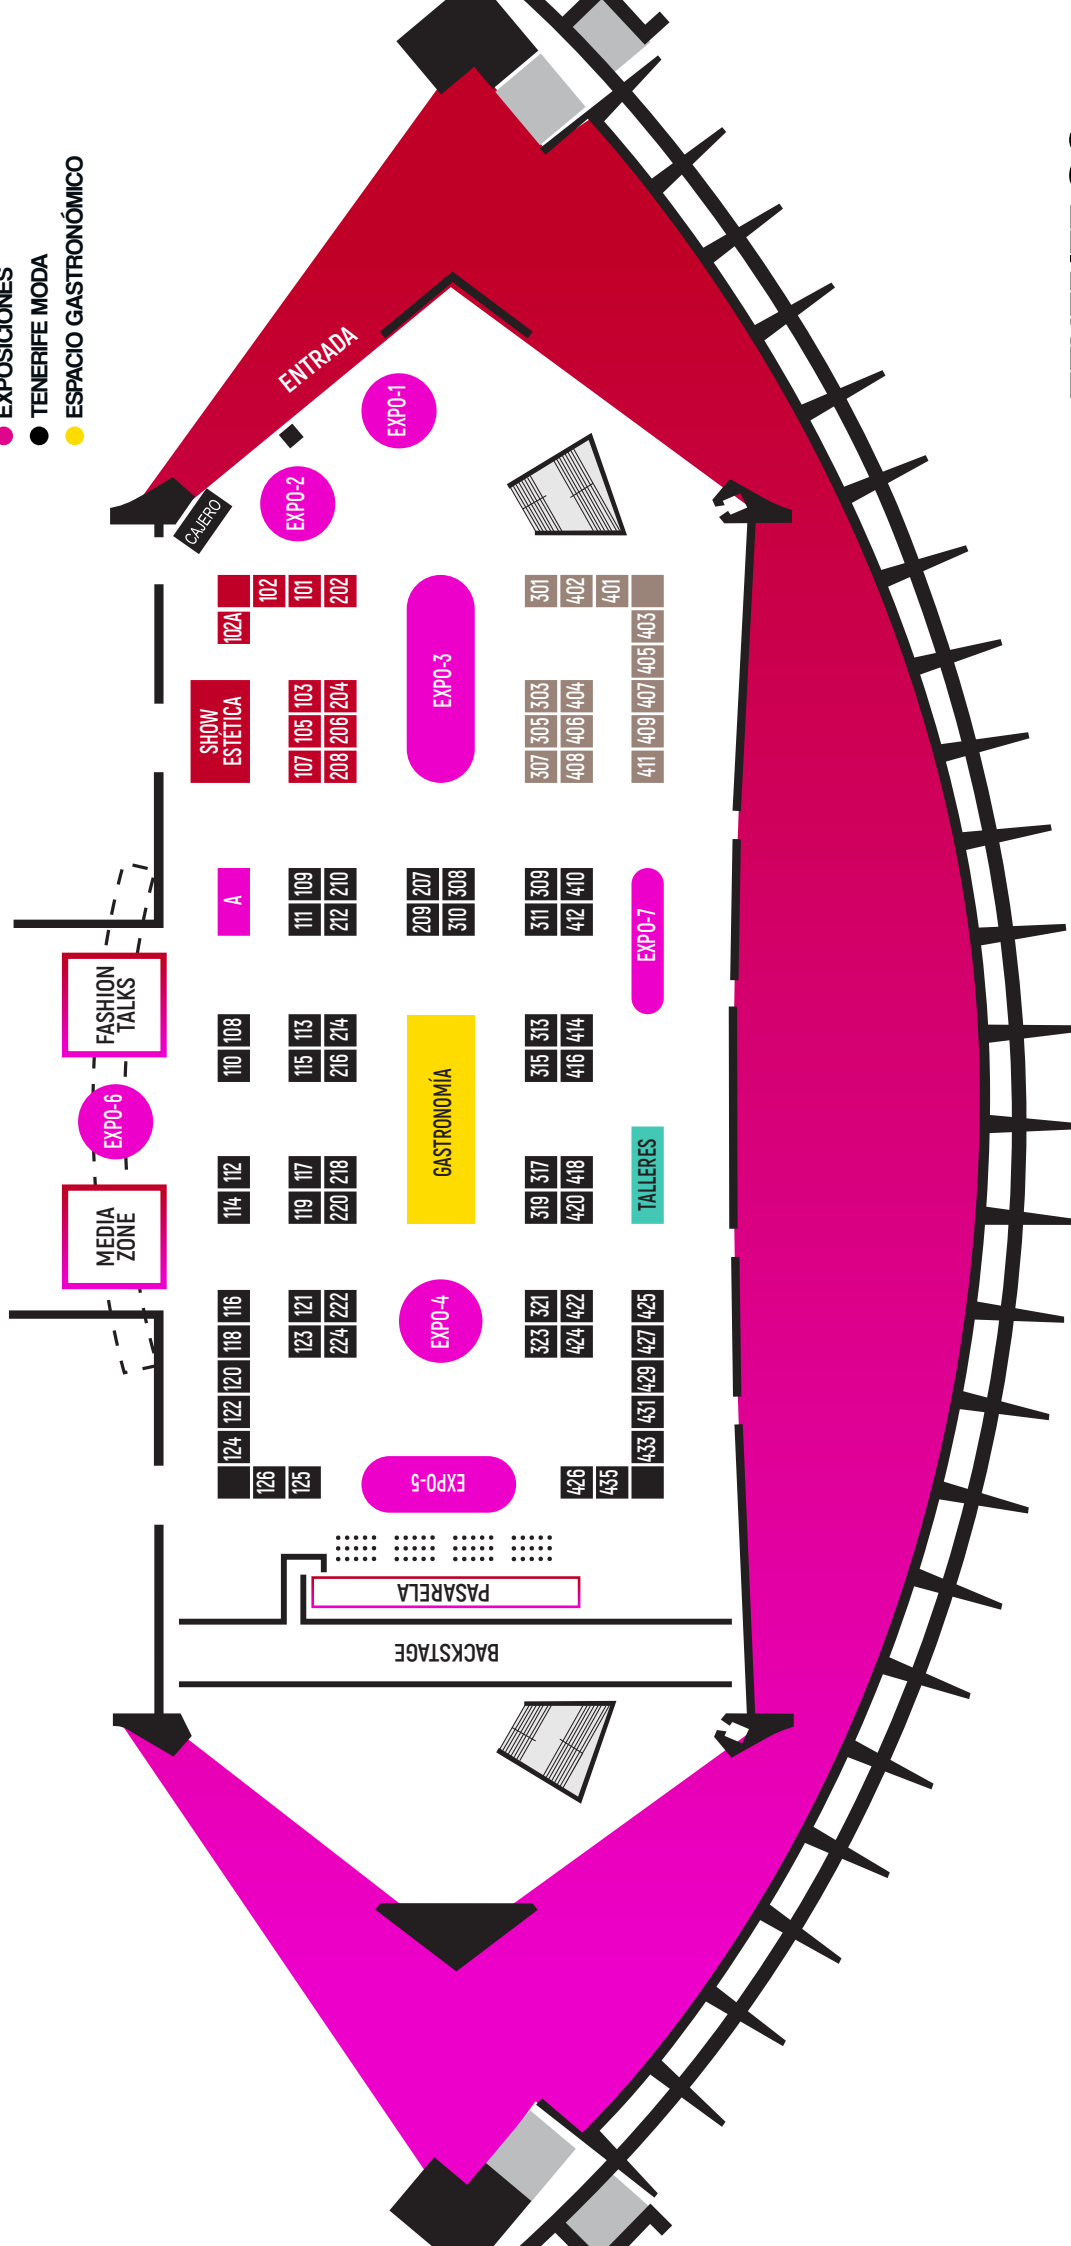 EXPOSICIONES
TENERIFE MODA
ESPACIO GASTRONÓMICO
ENTRADA
CAJERO
EXPO-1
EXPO-2
102 101 202
102A
301 402 401
403
405
SHOW
ESTÉTICA
103 204
105 206
107 208
EXPO-3
303 404 407
305 406 409
307 408 411
A
109 210
111 212
207 308
209 310
309 410
311 412
EXPO-7
FASHION
TALKS
EXPO-6
MEDIA
ZONE
108 113 214
110 115 216
313 414
315 416
GASTRONOMÍA
112 117 218
114 119 220
317 418
319 420
TALLERES
116 121 222
118 123 224
120
122
124
126 125
EXPO-4
321 422 425
323 424 427
429
431
433
426 435
EXPO-5
PASARELA
BACKSTAGE